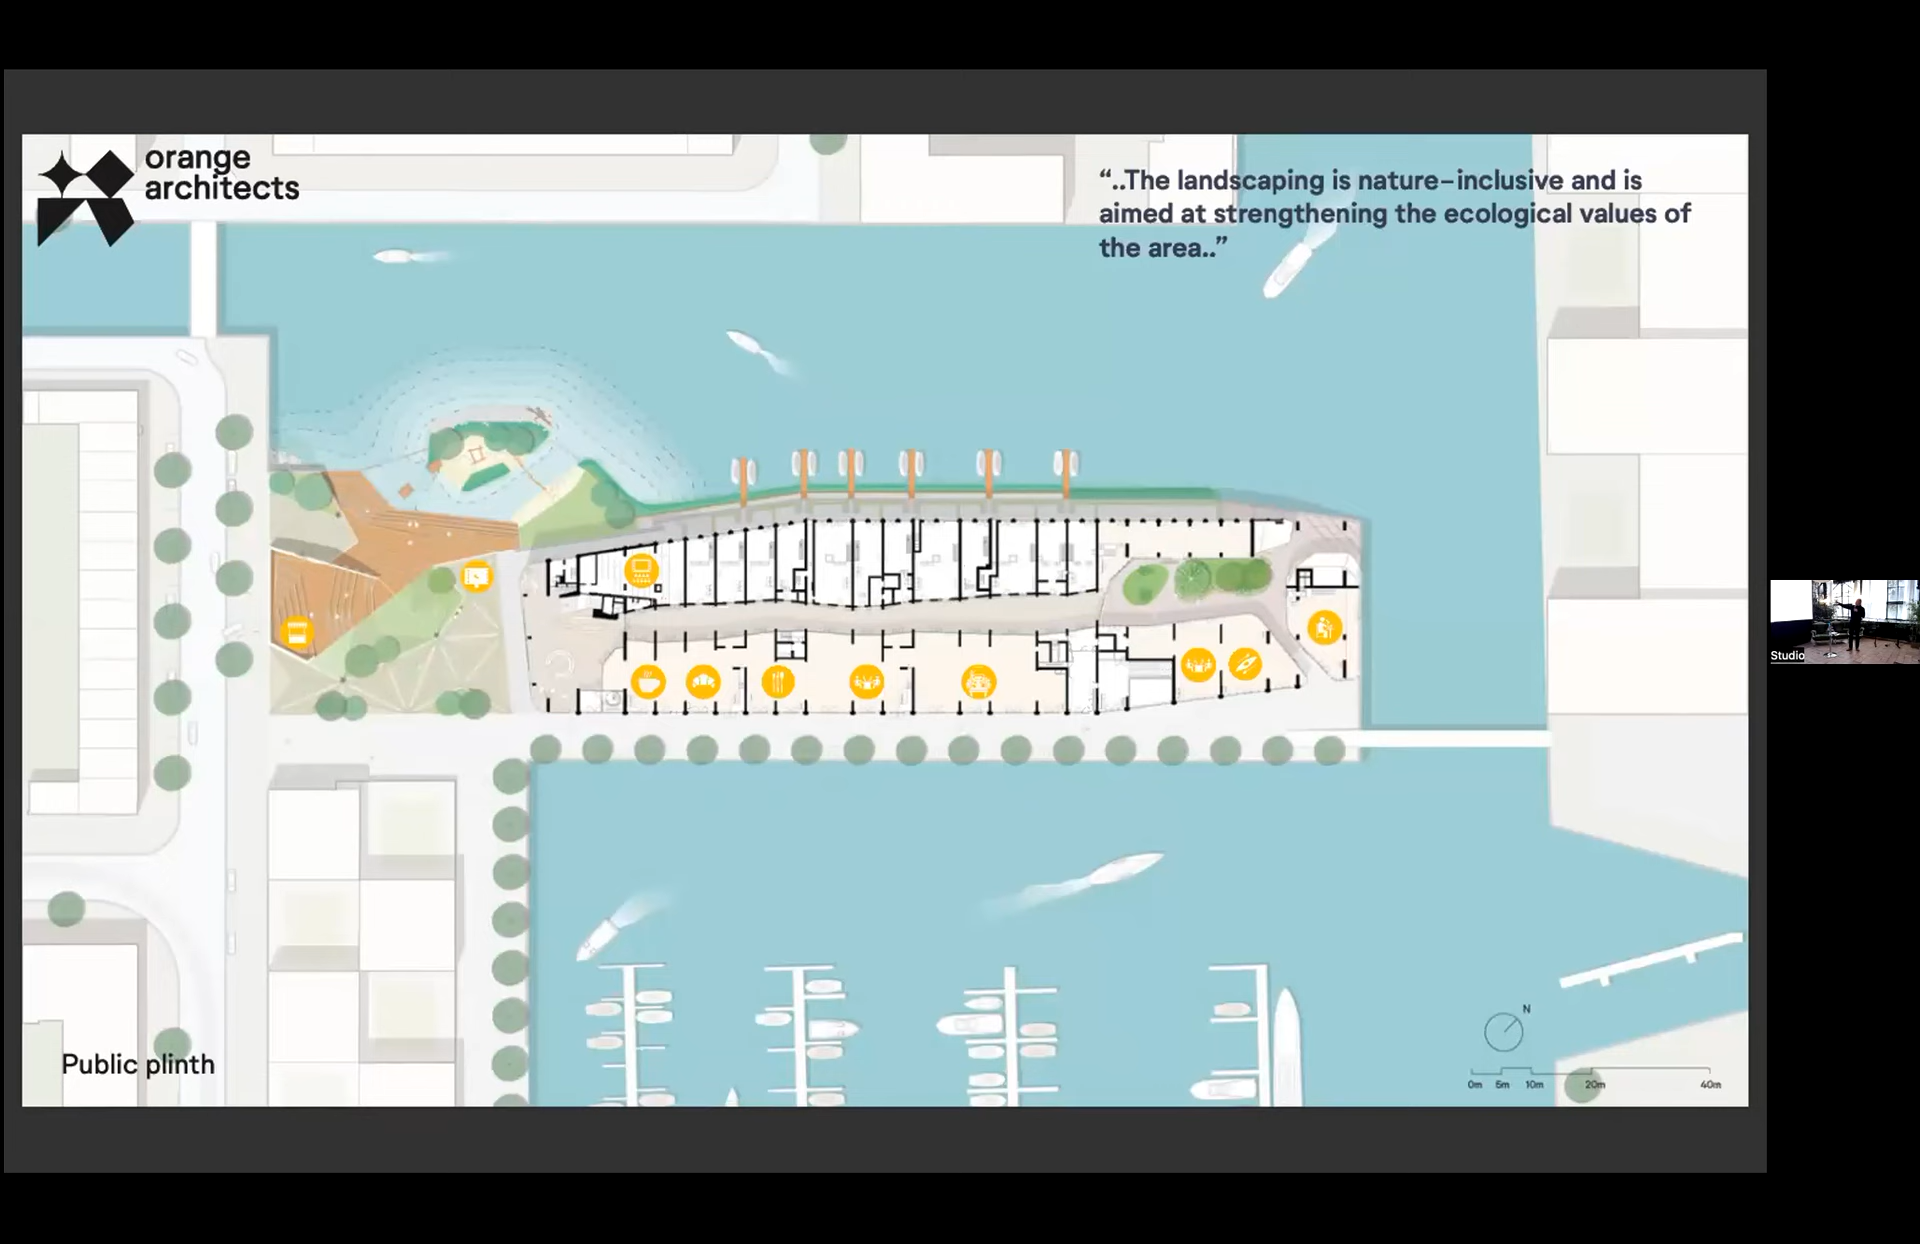 orange
architects
“..The landscaping is nature-inclusive and is
aimed at strengthening the ecological values of
the area..”
Studio
N
Public plinth
0m 5m 10m 20m 40m